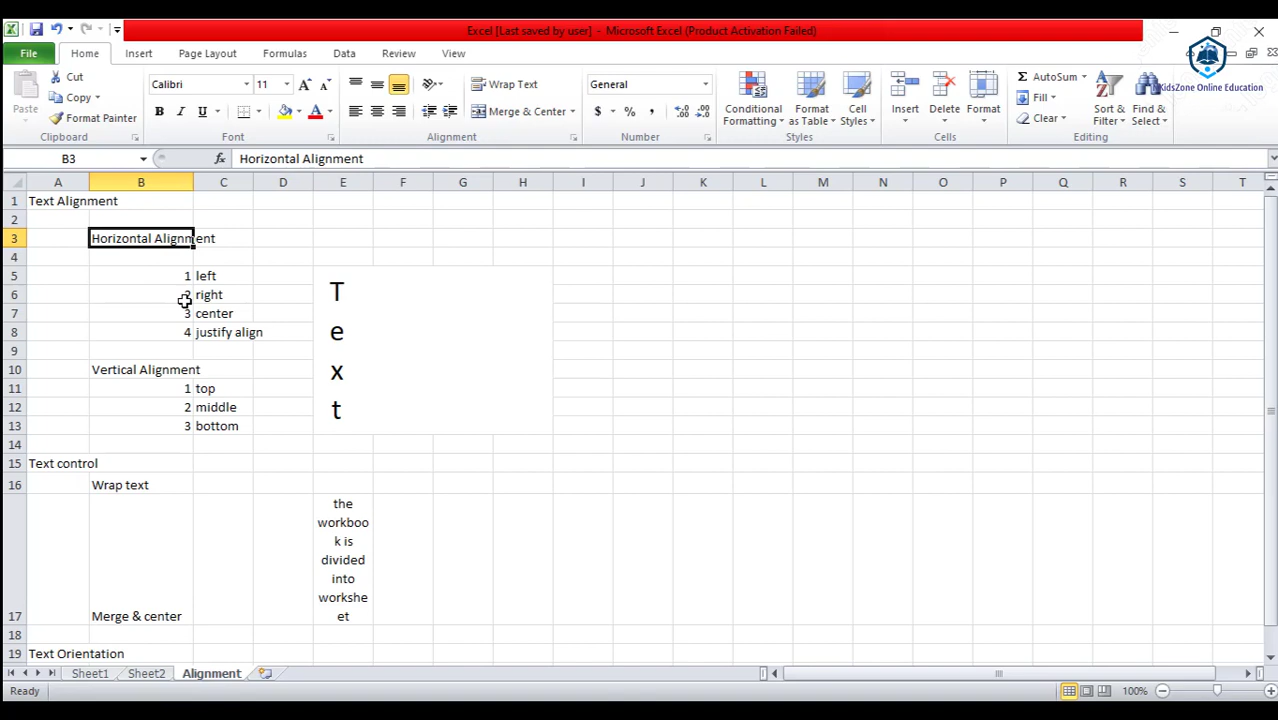 Excel [Last saved by user] - Microsoft Excel (Product Activation Failed)
File Home Insert Page Layout Formulas Data Review View
KidsZone Online Education
Paste
Cut
Copy
Format Painter
Clipboard
Calibri 11
B I U
Font
Wrap Text
Merge & Center
Alignment
General
$ % ,
Number
Conditional Formatting
Format as Table
Cell Styles
Styles
Insert Delete Format
Cells
AutoSum
Fill
Clear
Sort & Filter
Find & Select
Editing
B3 fx Horizontal Alignment
A B C D E F G H I J K L M N O P Q R S T
1 Text Alignment
2
3 Horizontal Alignment
4
5 1 left
6 2 right
7 3 center
8 4 justify align
T
e
x
t
9
10 Vertical Alignment
11 1 top
12 2 middle
13 3 bottom
14
15 Text control
16 Wrap text
the
workboo
k is
divided
into
workshe
et
17 Merge & center
18
19 Text Orientation
Sheet1 Sheet2 Alignment
Ready 100%